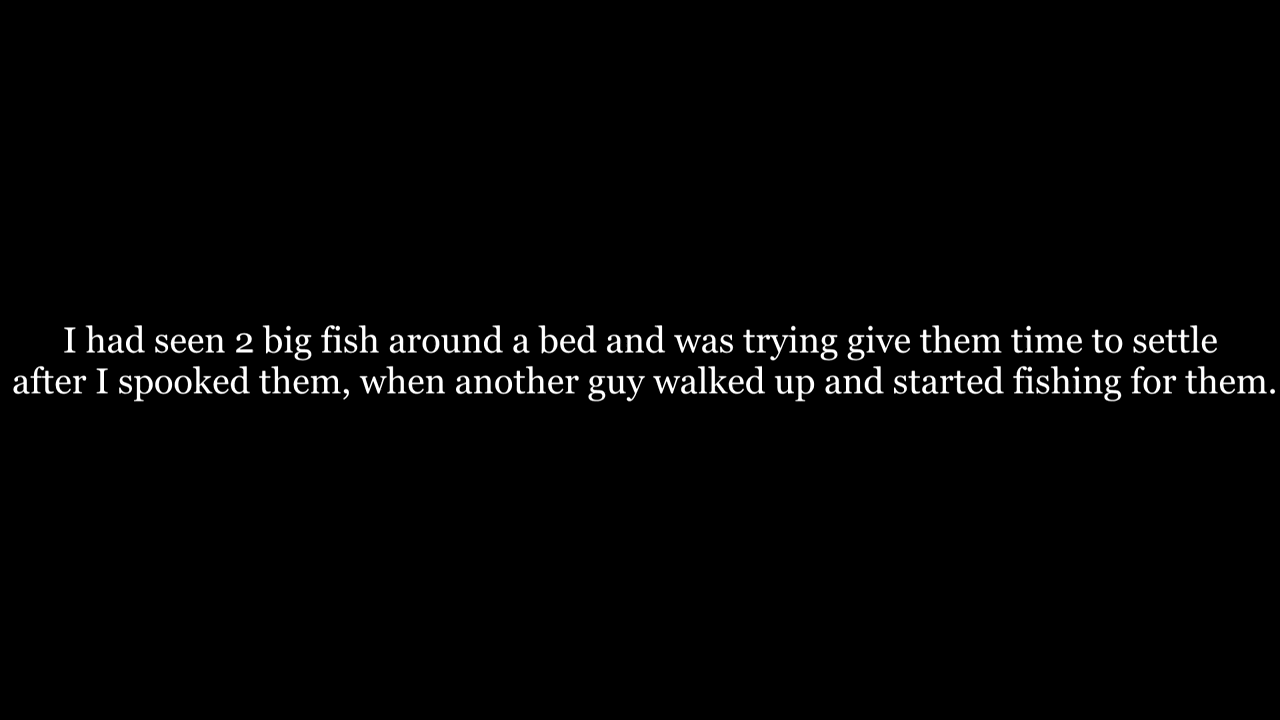 I had seen 2 big fish around a bed and was trying give them time to settle
after I spooked them, when another guy walked up and started fishing for them.